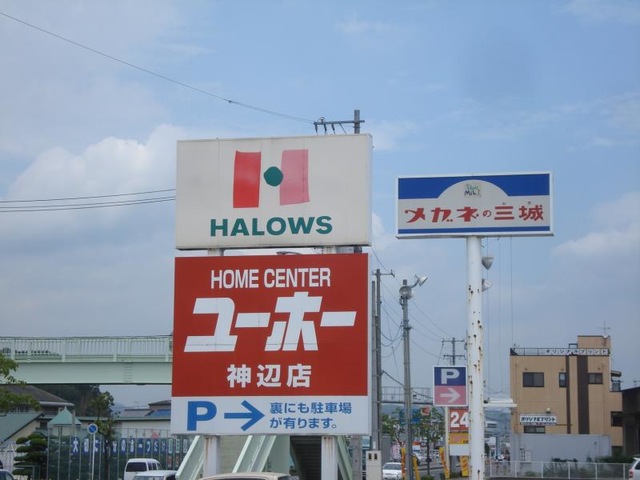 HALOWS
HOME CENTER
ユーホー
神辺店
P→ 裏にも駐車場
が有ります。
メガネの三城
P
→
24